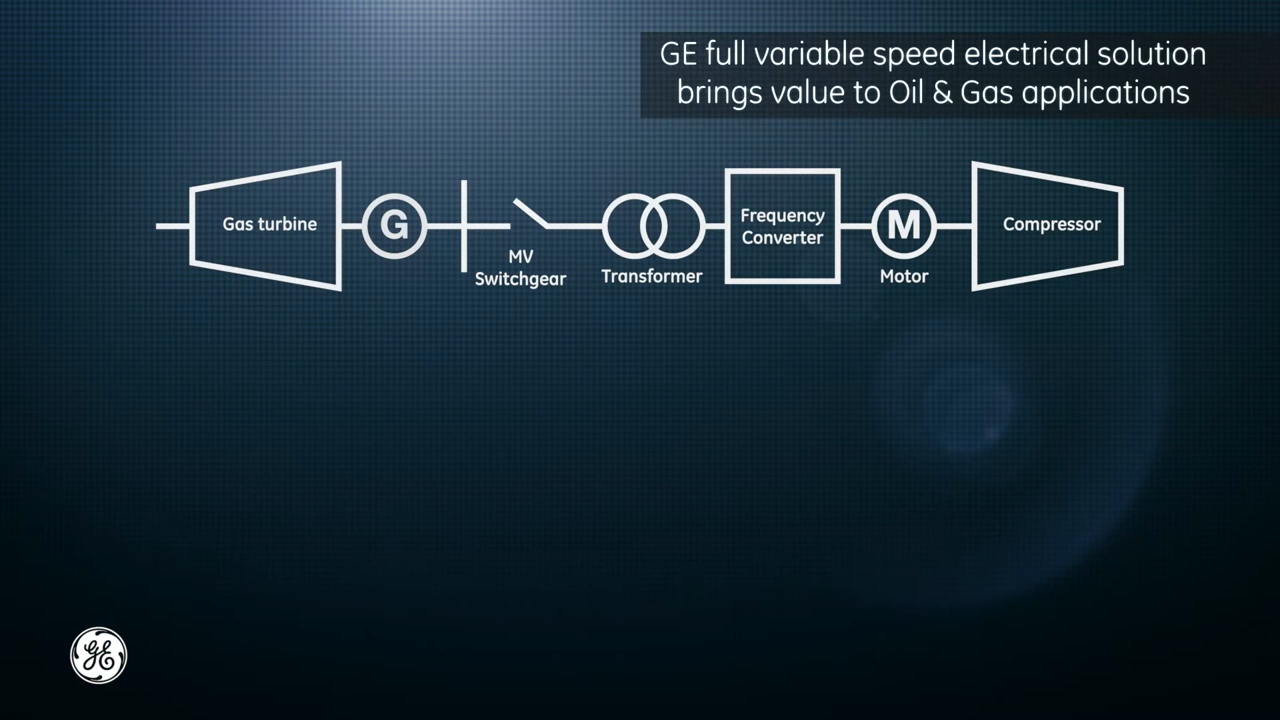 GE full variable speed electrical solution
brings value to Oil & Gas applications
Gas turbine
G
MV
Switchgear
Transformer
Frequency
Converter
M
Motor
Compressor
GE